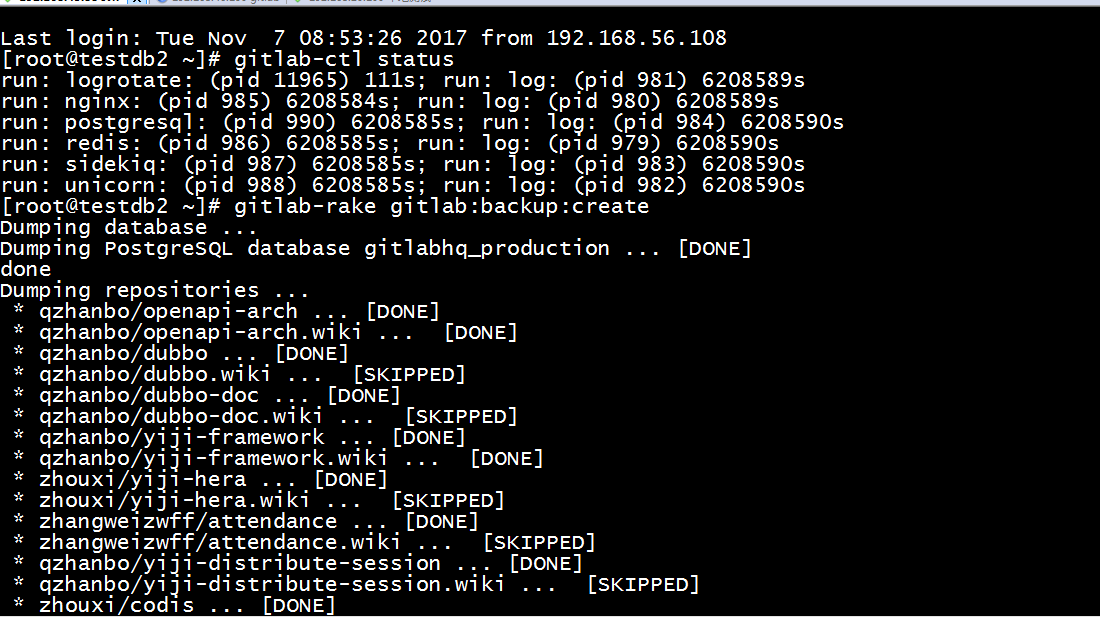 Last login: Tue Nov  7 08:53:26 2017 from 192.168.56.108
[root@testdb2 ~]# gitlab-ctl status
run: logrotate: (pid 11965) 111s; run: log: (pid 981) 6208589s
run: nginx: (pid 985) 6208584s; run: log: (pid 980) 6208589s
run: postgresql: (pid 990) 6208585s; run: log: (pid 984) 6208590s
run: redis: (pid 986) 6208585s; run: log: (pid 979) 6208590s
run: sidekiq: (pid 987) 6208585s; run: log: (pid 983) 6208590s
run: unicorn: (pid 988) 6208585s; run: log: (pid 982) 6208590s
[root@testdb2 ~]# gitlab-rake gitlab:backup:create
Dumping database ...
Dumping PostgreSQL database gitlabhq_production ... [DONE]
done
Dumping repositories ...
 * qzhanbo/openapi-arch ... [DONE]
 * qzhanbo/openapi-arch.wiki ...  [DONE]
 * qzhanbo/dubbo ... [DONE]
 * qzhanbo/dubbo.wiki ...  [SKIPPED]
 * qzhanbo/dubbo-doc ... [DONE]
 * qzhanbo/dubbo-doc.wiki ...  [SKIPPED]
 * qzhanbo/yiji-framework ... [DONE]
 * qzhanbo/yiji-framework.wiki ...  [DONE]
 * zhouxi/yiji-hera ... [DONE]
 * zhouxi/yiji-hera.wiki ...  [SKIPPED]
 * zhangweizwff/attendance ... [DONE]
 * zhangweizwff/attendance.wiki ...  [SKIPPED]
 * qzhanbo/yiji-distribute-session ... [DONE]
 * qzhanbo/yiji-distribute-session.wiki ...  [SKIPPED]
 * zhouxi/codis ... [DONE]